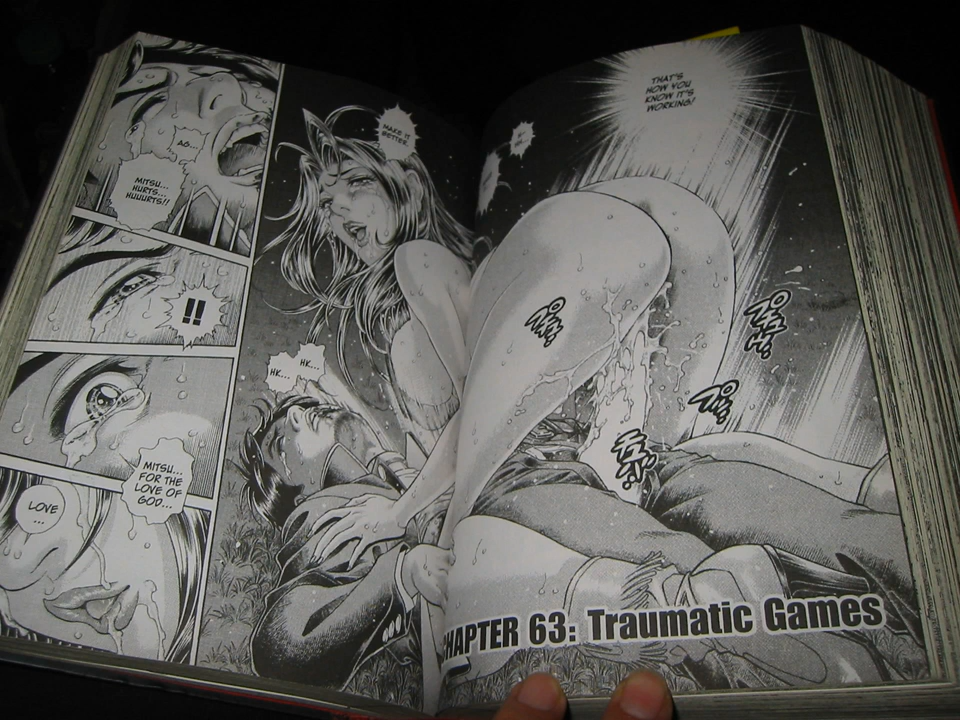 AG...
MITSU...
HURTS...
HUUURTS!!
!!
MITSU...
FOR THE
LOVE OF
GOD...
LOVE
...
MAKE IT
BETTER
HK...
HK...
THAT'S
HOW YOU
KNOW IT'S
WORKING!
CHAPTER 63: Traumatic Games